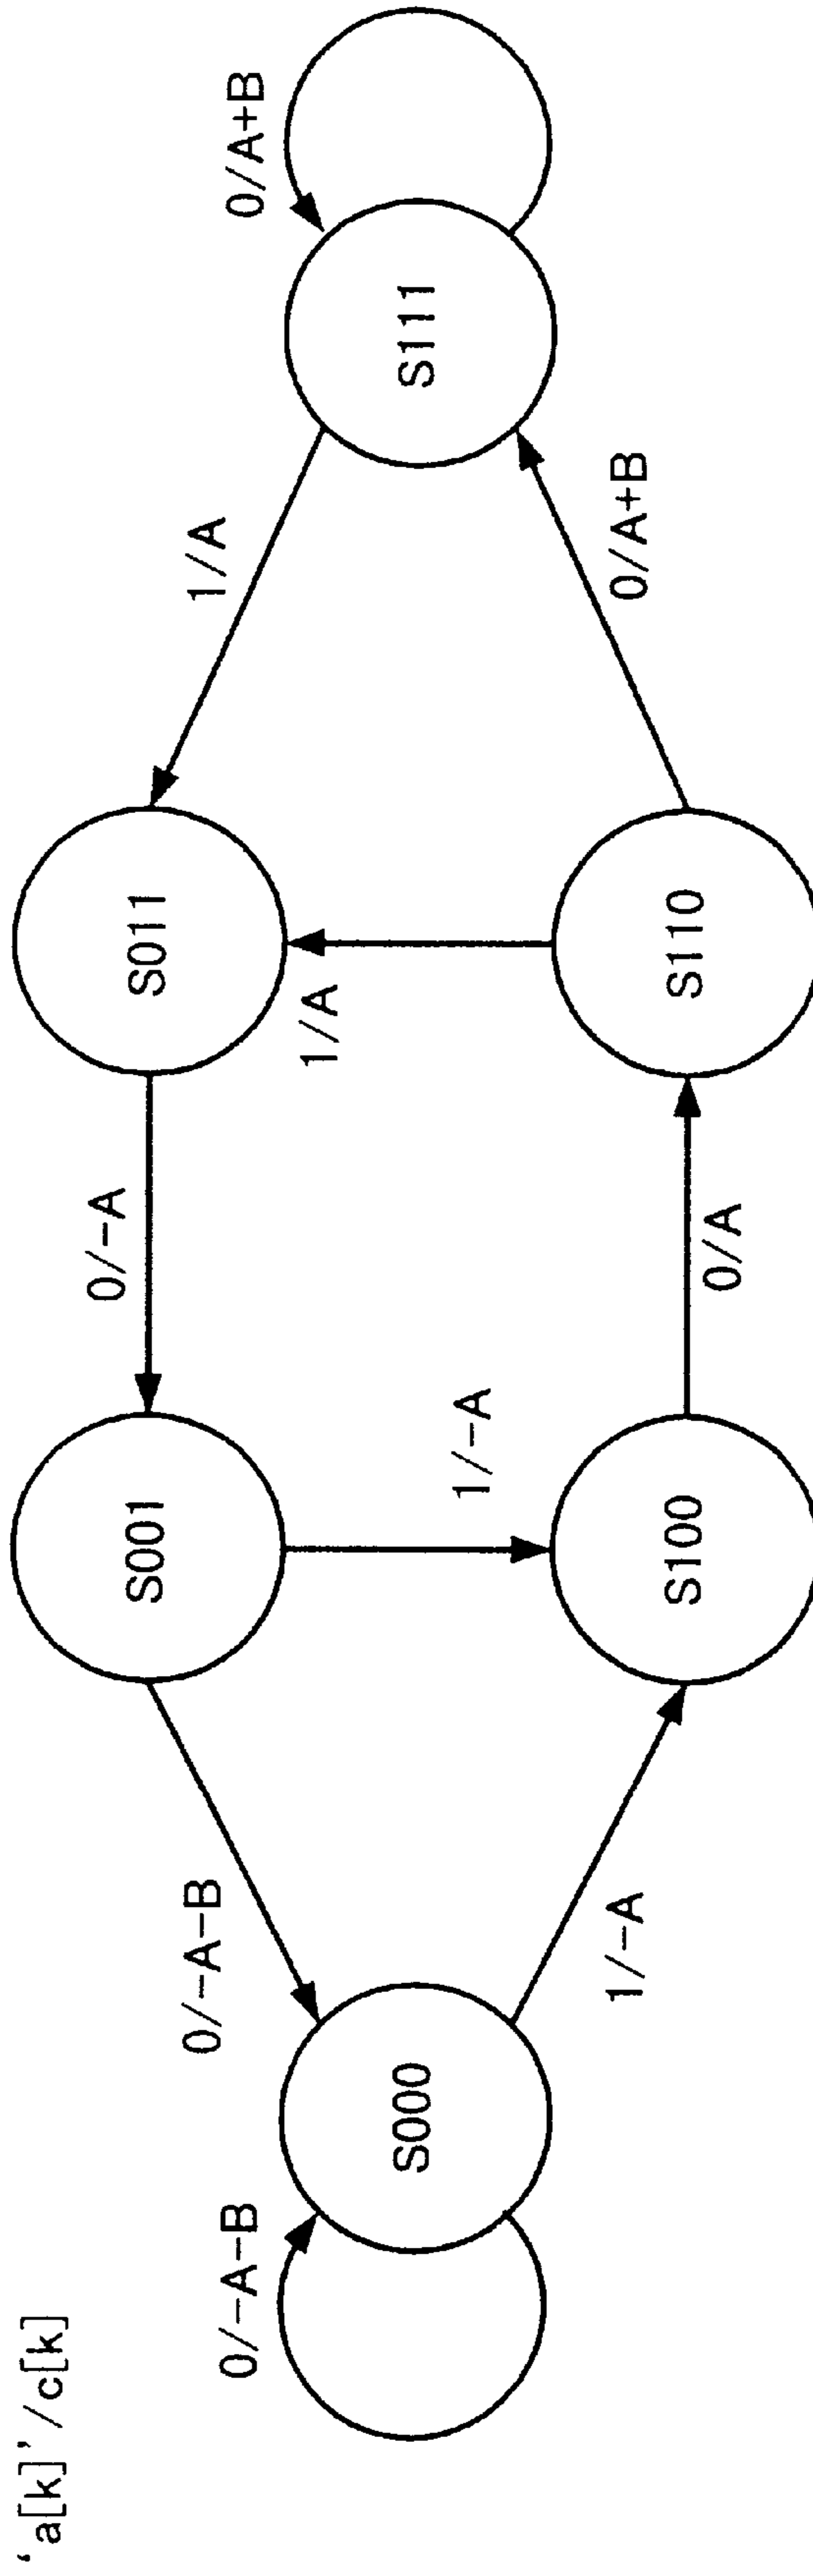 ‘a[k]’/c[k]
0/-A-B
S000
0/-A-B
1/-A
S001
1/-A
S100
0/-A
0/A
S011
1/A
S110
1/A
0/A+B
S111
0/A+B